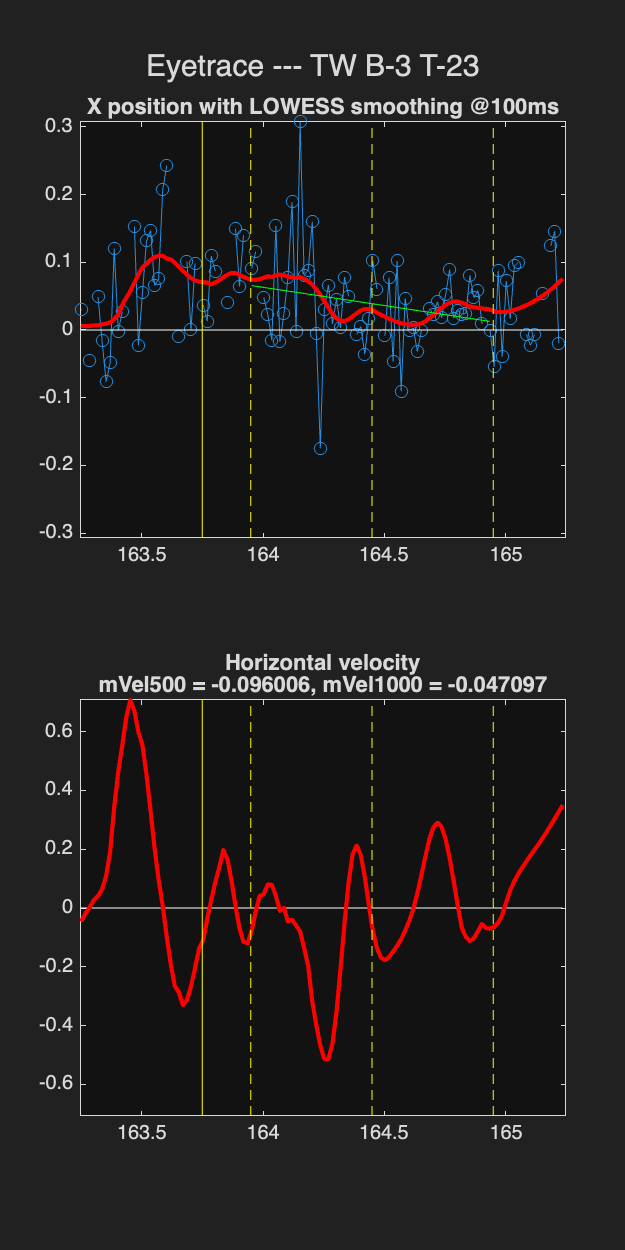 Eyetrace --- TW B-3 T-23
X position with LOWESS smoothing @100ms
0.3
0.2
0.1
0
-0.1
-0.2
-0.3
163.5 164 164.5 165
Horizontal velocity
mVel500 = -0.096006, mVel1000 = -0.047097
0.6
0.4
0.2
0
-0.2
-0.4
-0.6
163.5 164 164.5 165